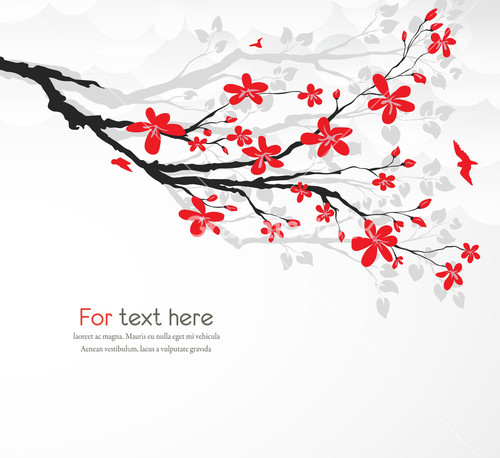 For text here
laoreet ac magna. Mauris eu nulla eget mi vehicula
Aenean vestibulum, lacus a vulputate gravida